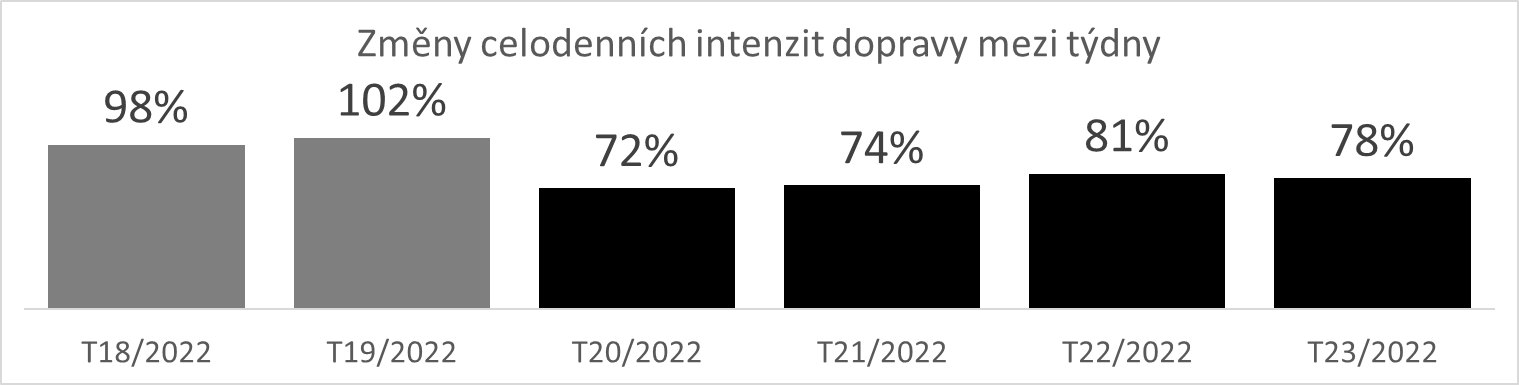 Změny celodenních intenzit dopravy mezi týdny
98% 102% 72% 74% 81% 78%
T18/2022 T19/2022 T20/2022 T21/2022 T22/2022 T23/2022